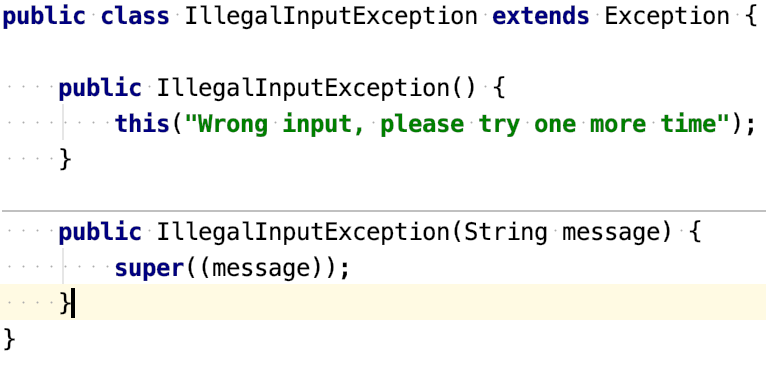 public class IllegalInputException extends Exception {
    public IllegalInputException() {
        this("Wrong input, please try one more time");
    }
    public IllegalInputException(String message) {
        super((message));
    }
}